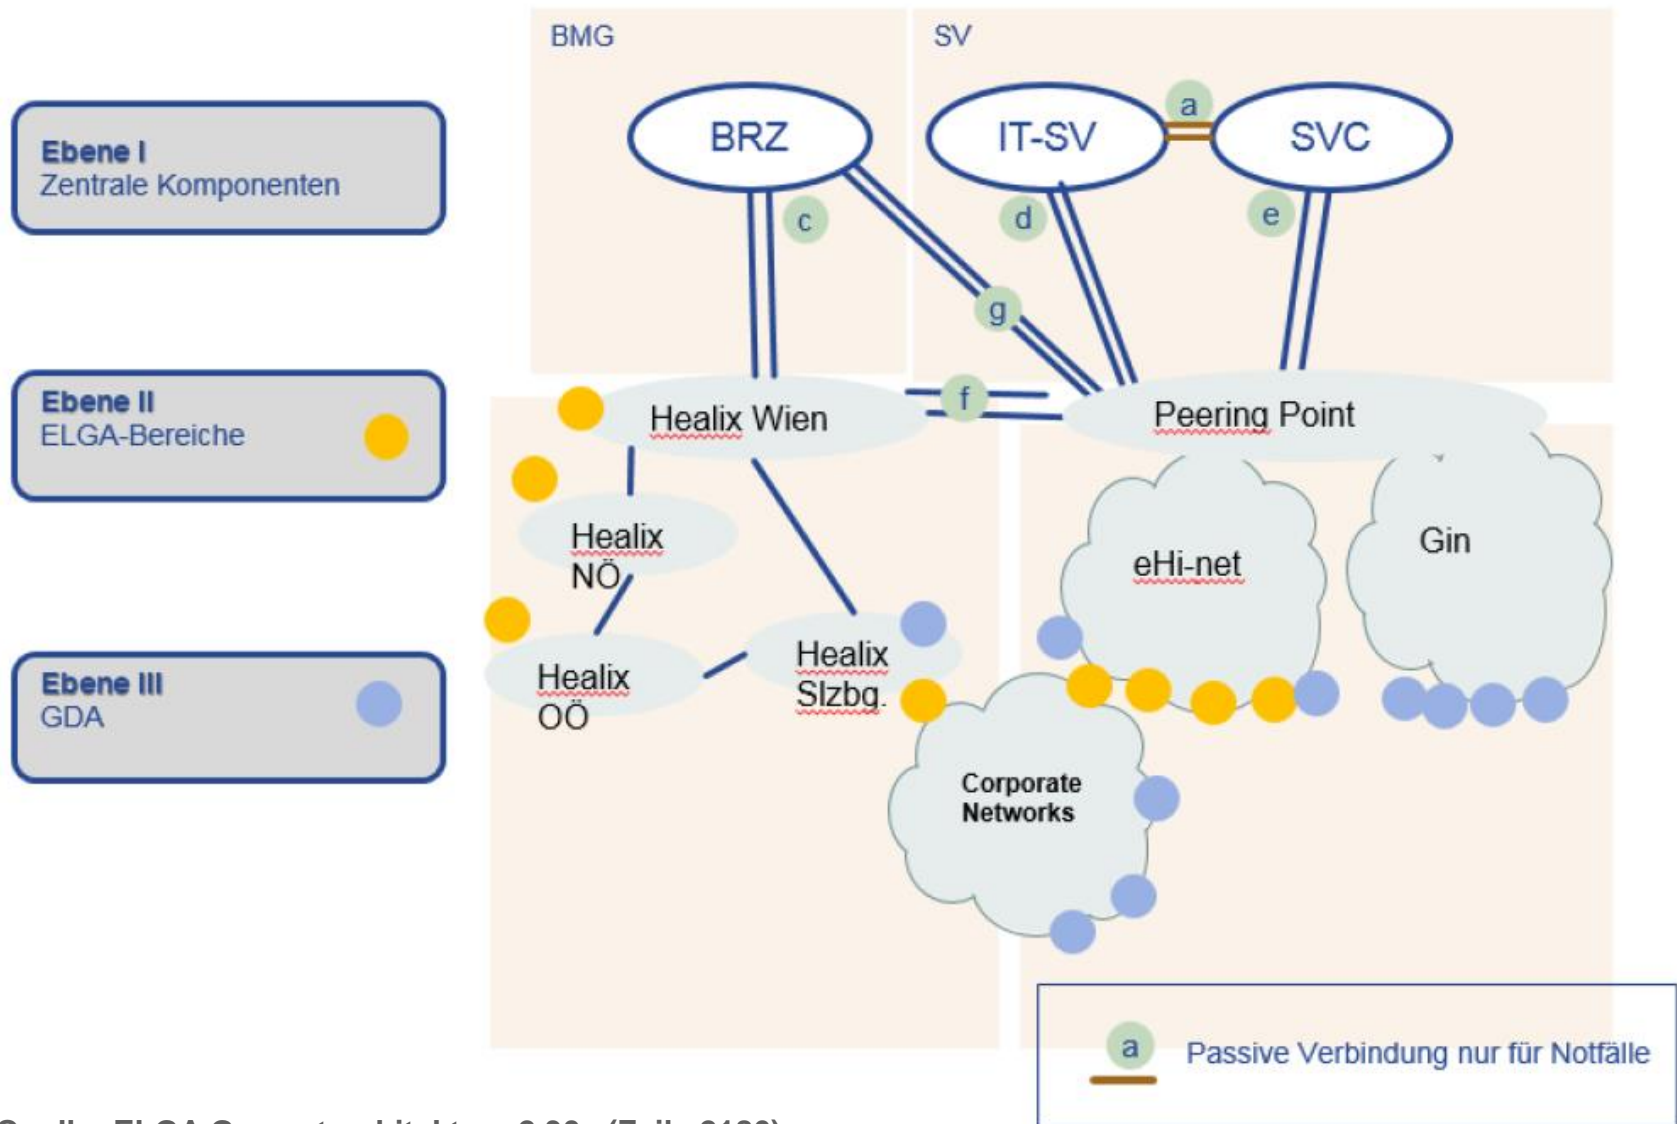 BMG
SV
Ebene I
Zentrale Komponenten
BRZ
IT-SV
a
SVC
c
d
e
g
Ebene II
ELGA-Bereiche
Healix Wien
f
Peering Point
Healix
NÖ
eHi-net
Gin
Ebene III
GDA
Healix
OÖ
Healix
Slzbg.
Corporate
Networks
a
Passive Verbindung nur für Notfälle